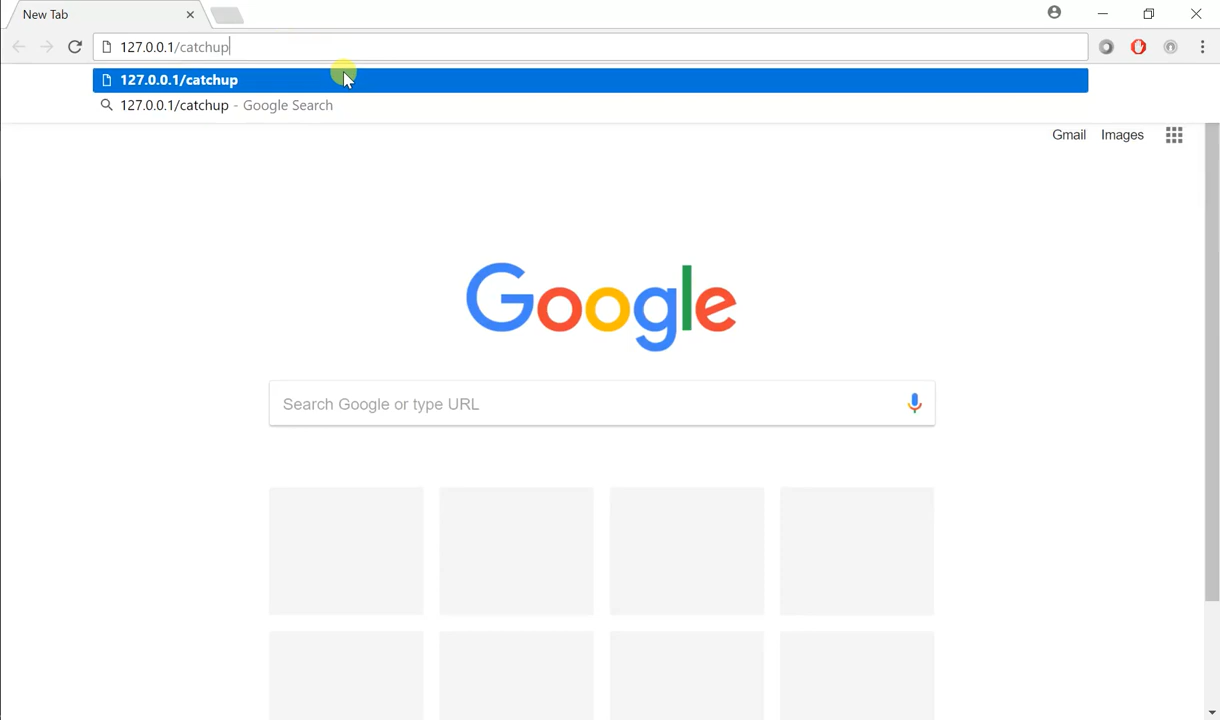 New Tab
127.0.0.1/catchup
127.0.0.1/catchup
127.0.0.1/catchup - Google Search
Gmail Images
Google
Search Google or type URL